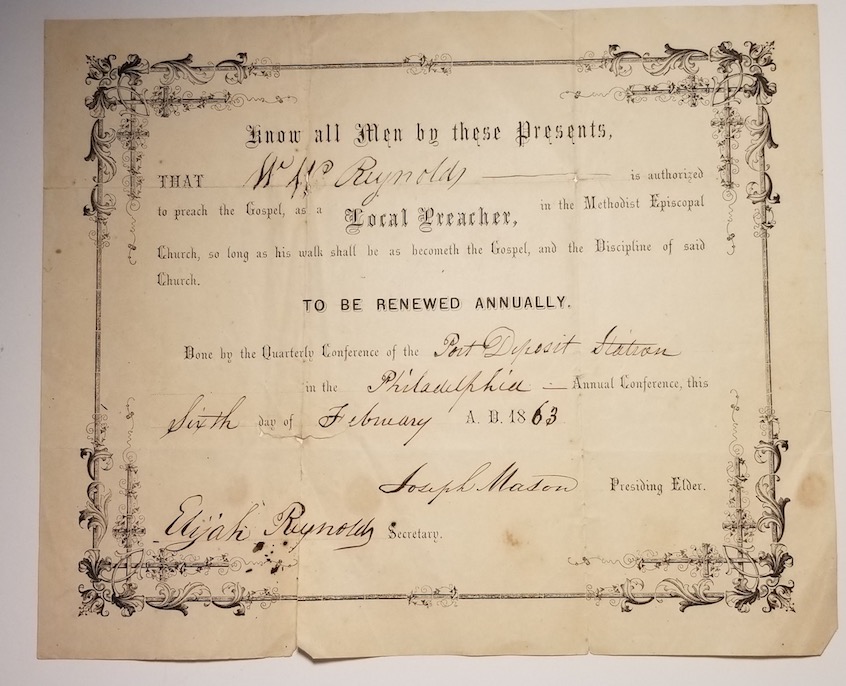 Know all Men by these Presents,
THAT Wm Reynolds is authorized
to preach the Gospel, as a Local Preacher, in the Methodist Episcopal
Church, so long as his walk shall be as becometh the Gospel, and the Discipline of said
Church.
TO BE RENEWED ANNUALLY.
Done by the Quarterly Conference of the Port Deposit Station
in the Philadelphia Annual Conference, this
Sixth day of February A. D. 1863
Joseph Mason Presiding Elder.
Elijah Reynolds Secretary.